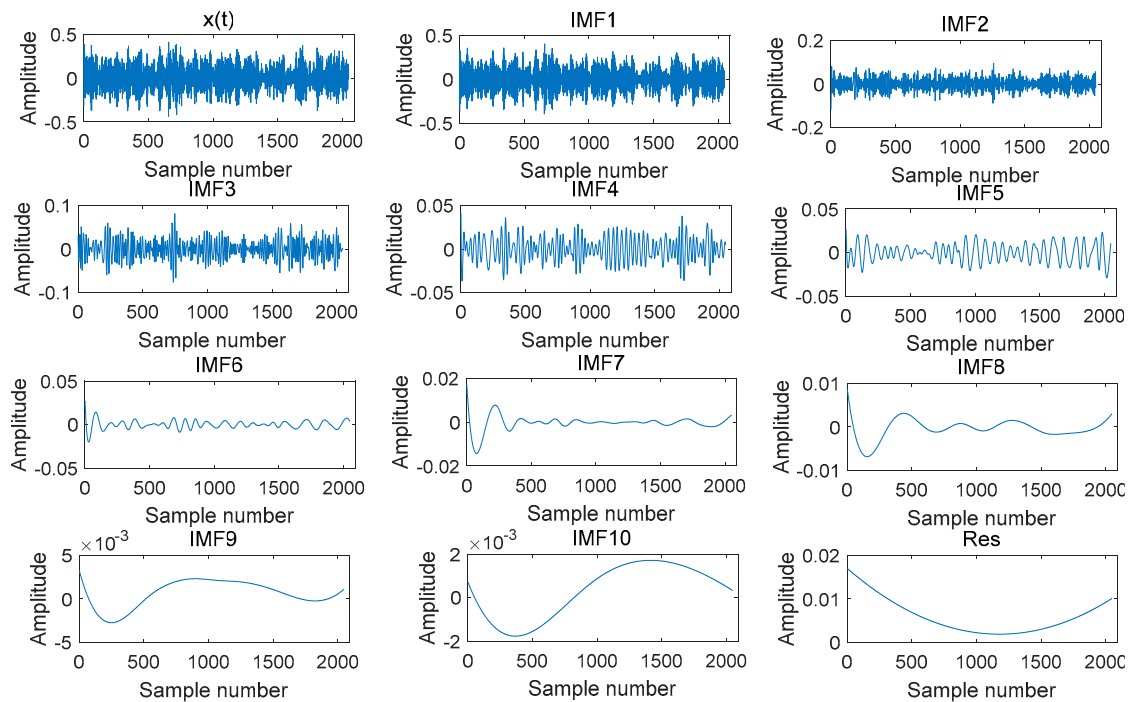 x(t)
IMF1
IMF2
0.5
0
-0.5
Amplitude
0 500 1000 1500 2000
Sample number
0.5
0
-0.5
Amplitude
0 500 1000 1500 2000
Sample number
0.2
0
-0.2
Amplitude
0 500 1000 1500 2000
Sample number
IMF3
IMF4
IMF5
0.1
0
-0.1
Amplitude
0 500 1000 1500 2000
Sample number
0.05
0
0.05
Amplitude
0 500 1000 1500 2000
Sample number
0.05
0
-0.05
Amplitude
0 500 1000 1500 2000
Sample number
IMF6
IMF7
IMF8
0.05
0
-0.05
Amplitude
0 500 1000 1500 2000
Sample number
0.02
0
-0.02
Amplitude
0 500 1000 1500 2000
Sample number
0.01
0
-0.01
Amplitude
0 500 1000 1500 2000
Sample number
IMF9
IMF10
Res
×10⁻³
5
0
-5
Amplitude
0 500 1000 1500 2000
Sample number
×10⁻³
2
0
-2
Amplitude
0 500 1000 1500 2000
Sample number
0.02
0.01
0
Amplitude
0 500 1000 1500 2000
Sample number